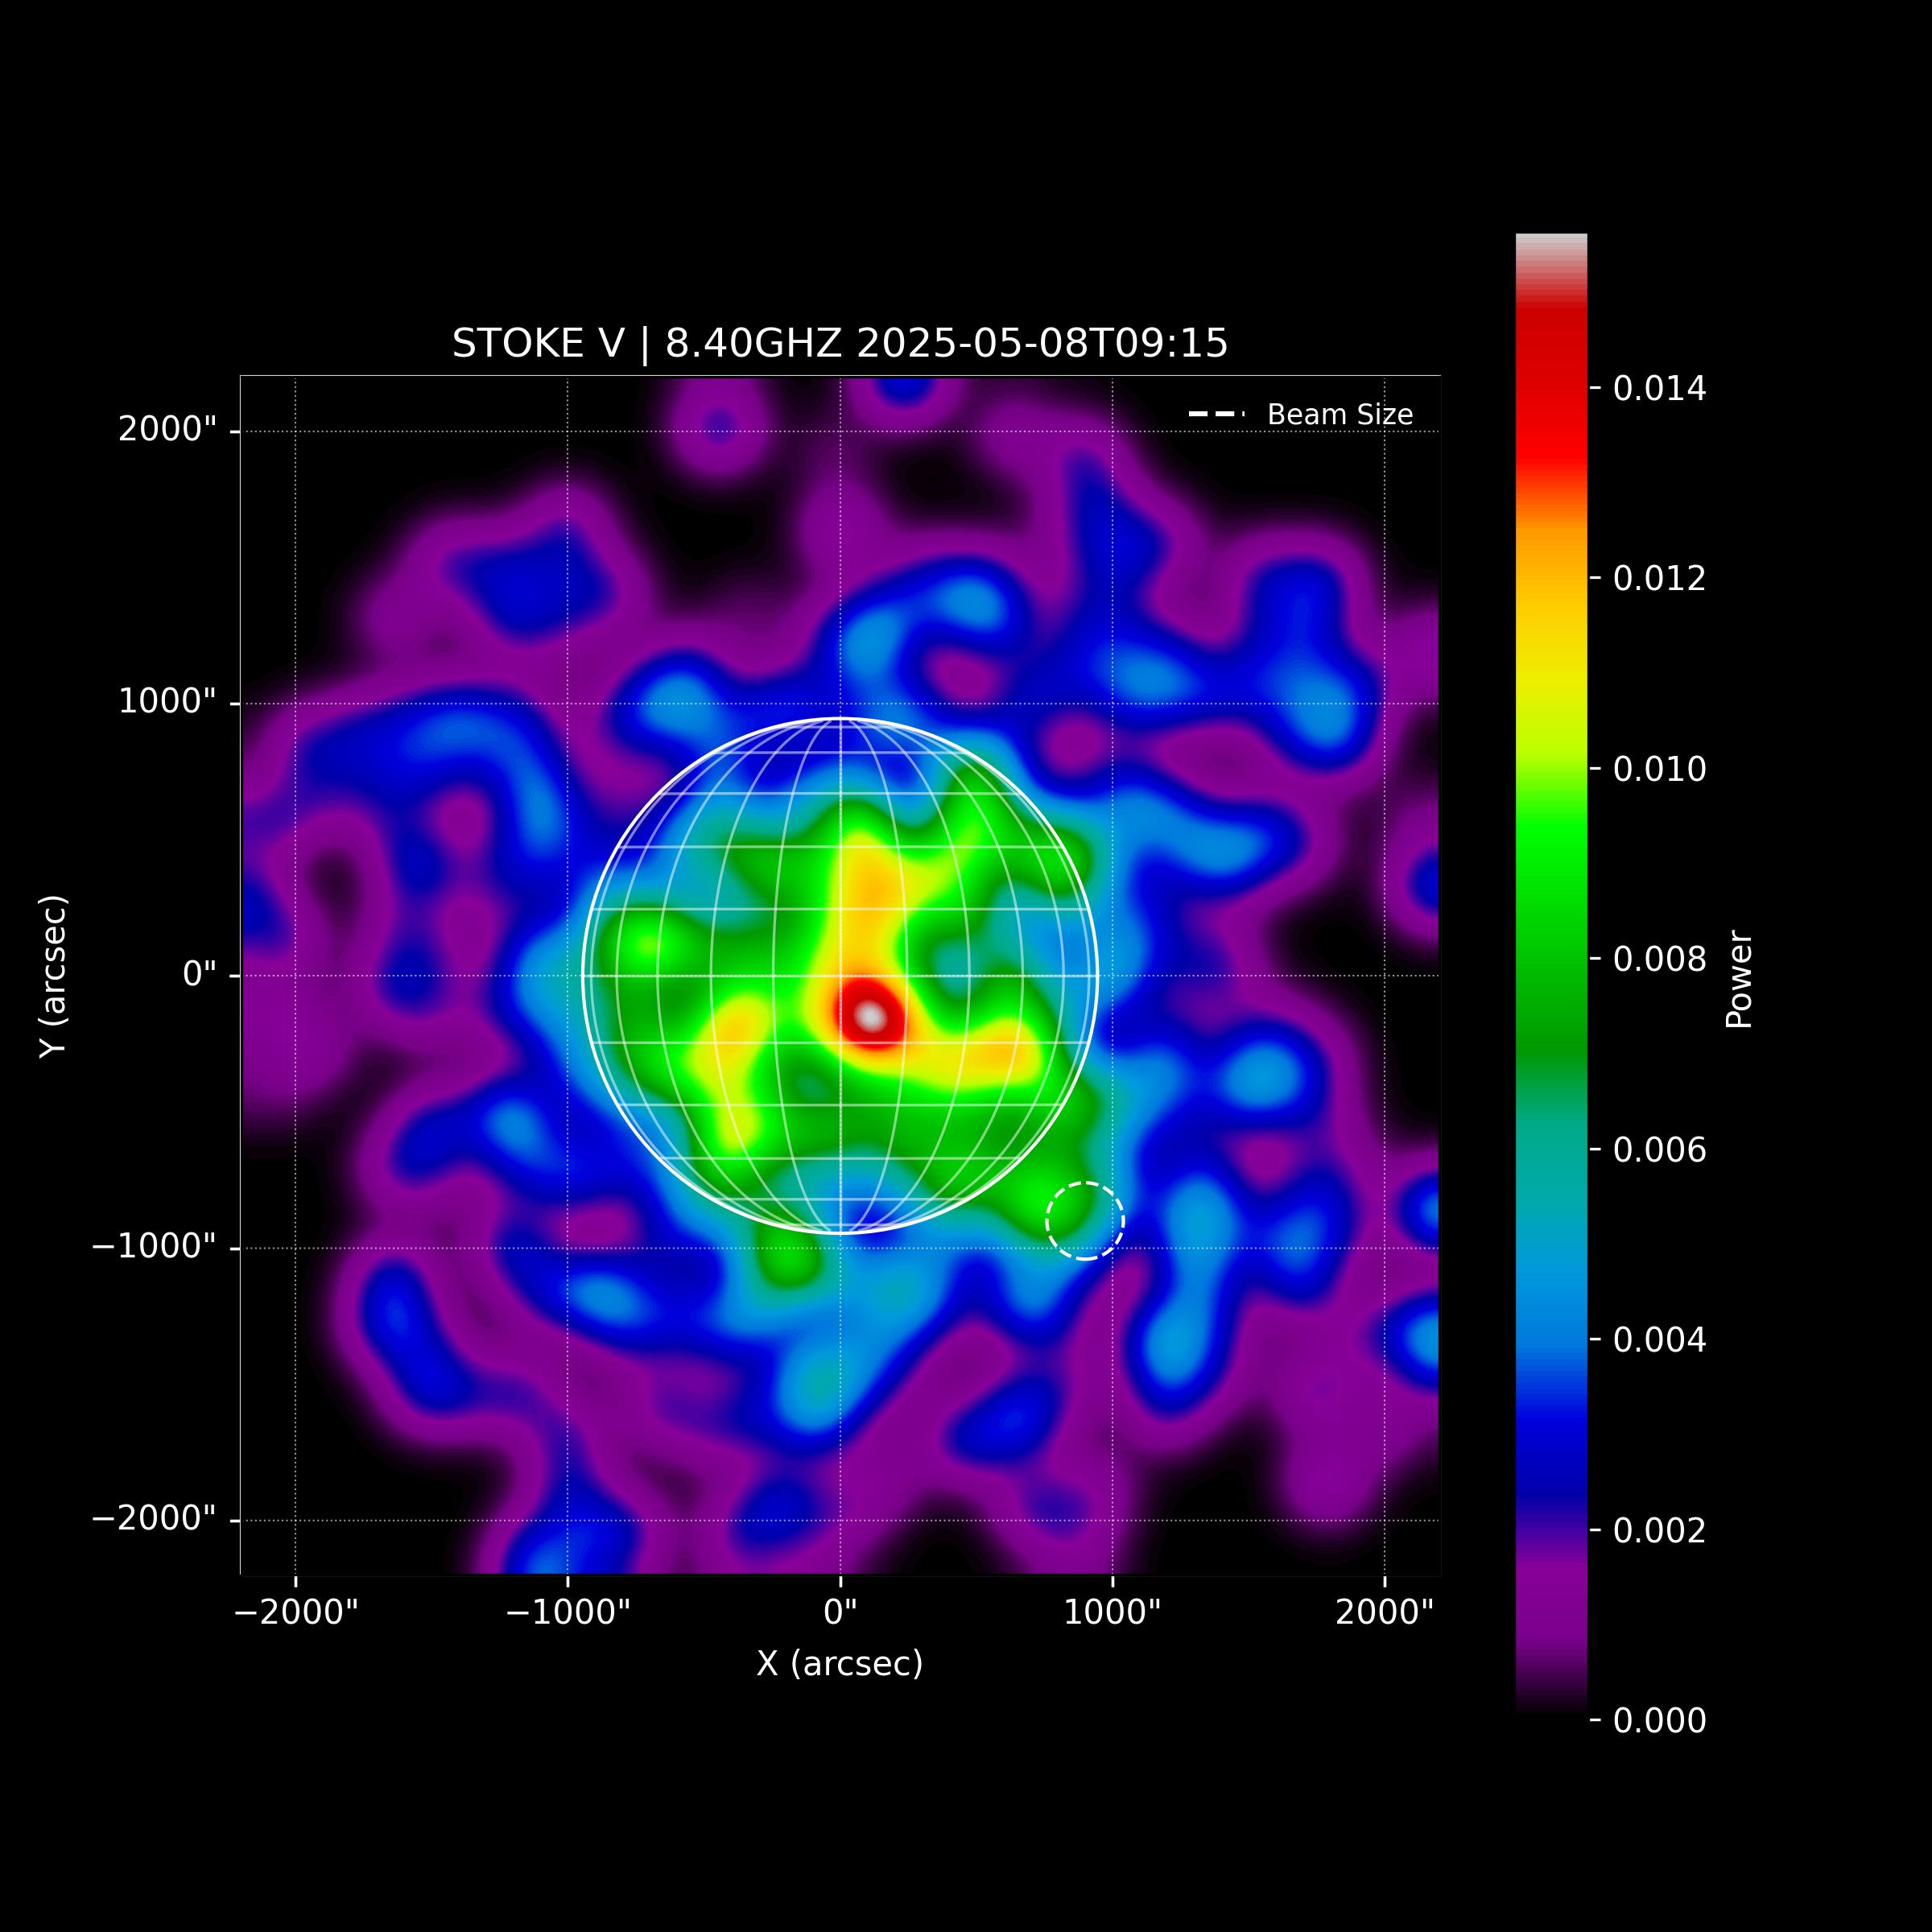 STOKE V | 8.40GHZ 2025-05-08T09:15
Beam Size
2000"
1000"
0"
−1000"
−2000"
Y (arcsec)
−2000" −1000" 0" 1000" 2000"
X (arcsec)
0.014
0.012
0.010
0.008
0.006
0.004
0.002
0.000
Power